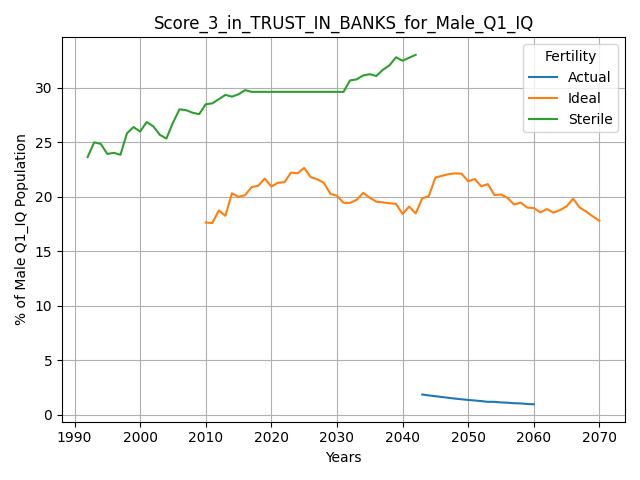 Score_3_in_TRUST_IN_BANKS_for_Male_Q1_IQ
Fertility
Actual
Ideal
Sterile
% of Male Q1_IQ Population
30
25
20
15
10
5
0
1990 2000 2010 2020 2030 2040 2050 2060 2070
Years